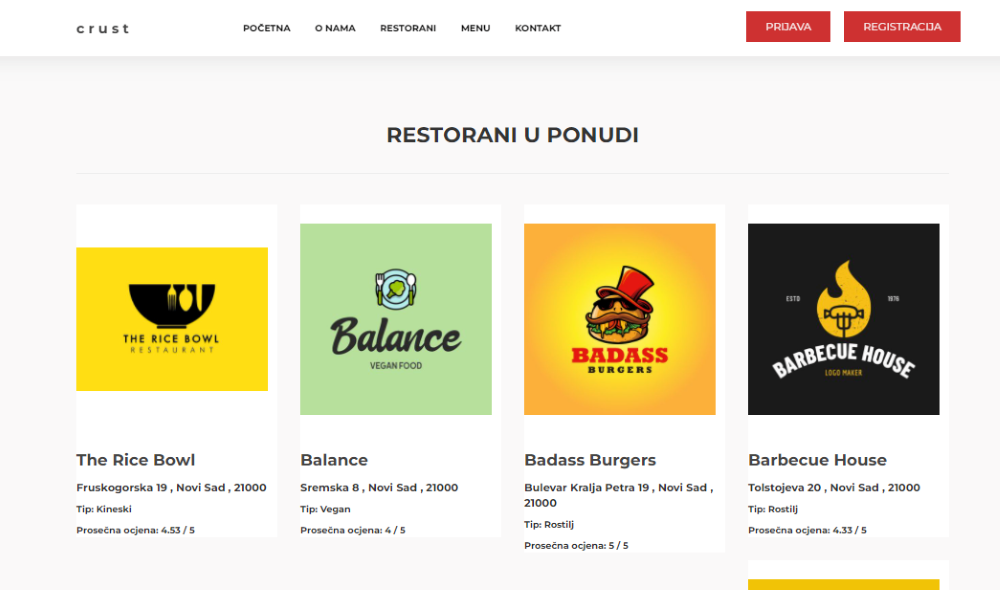 crust
POČETNA
O NAMA
RESTORANI
MENU
KONTAKT
PRIJAVA
REGISTRACIJA
RESTORANI U PONUDI
THE RICE BOWL
RESTAURANT
The Rice Bowl
Fruskogorska 19 , Novi Sad , 21000
Tip: Kineski
Prosečna ocjena: 4.53 / 5
Balance
VEGAN FOOD
Balance
Sremska 8 , Novi Sad , 21000
Tip: Vegan
Prosečna ocjena: 4 / 5
BADASS
BURGERS
Badass Burgers
Bulevar Kralja Petra 19 , Novi Sad ,
21000
Tip: Rostilj
Prosečna ocjena: 5 / 5
ESTD
1976
BARBECUE HOUSE
LOGO MAKER
Barbecue House
Tolstojeva 20 , Novi Sad , 21000
Tip: Rostilj
Prosečna ocjena: 4.33 / 5